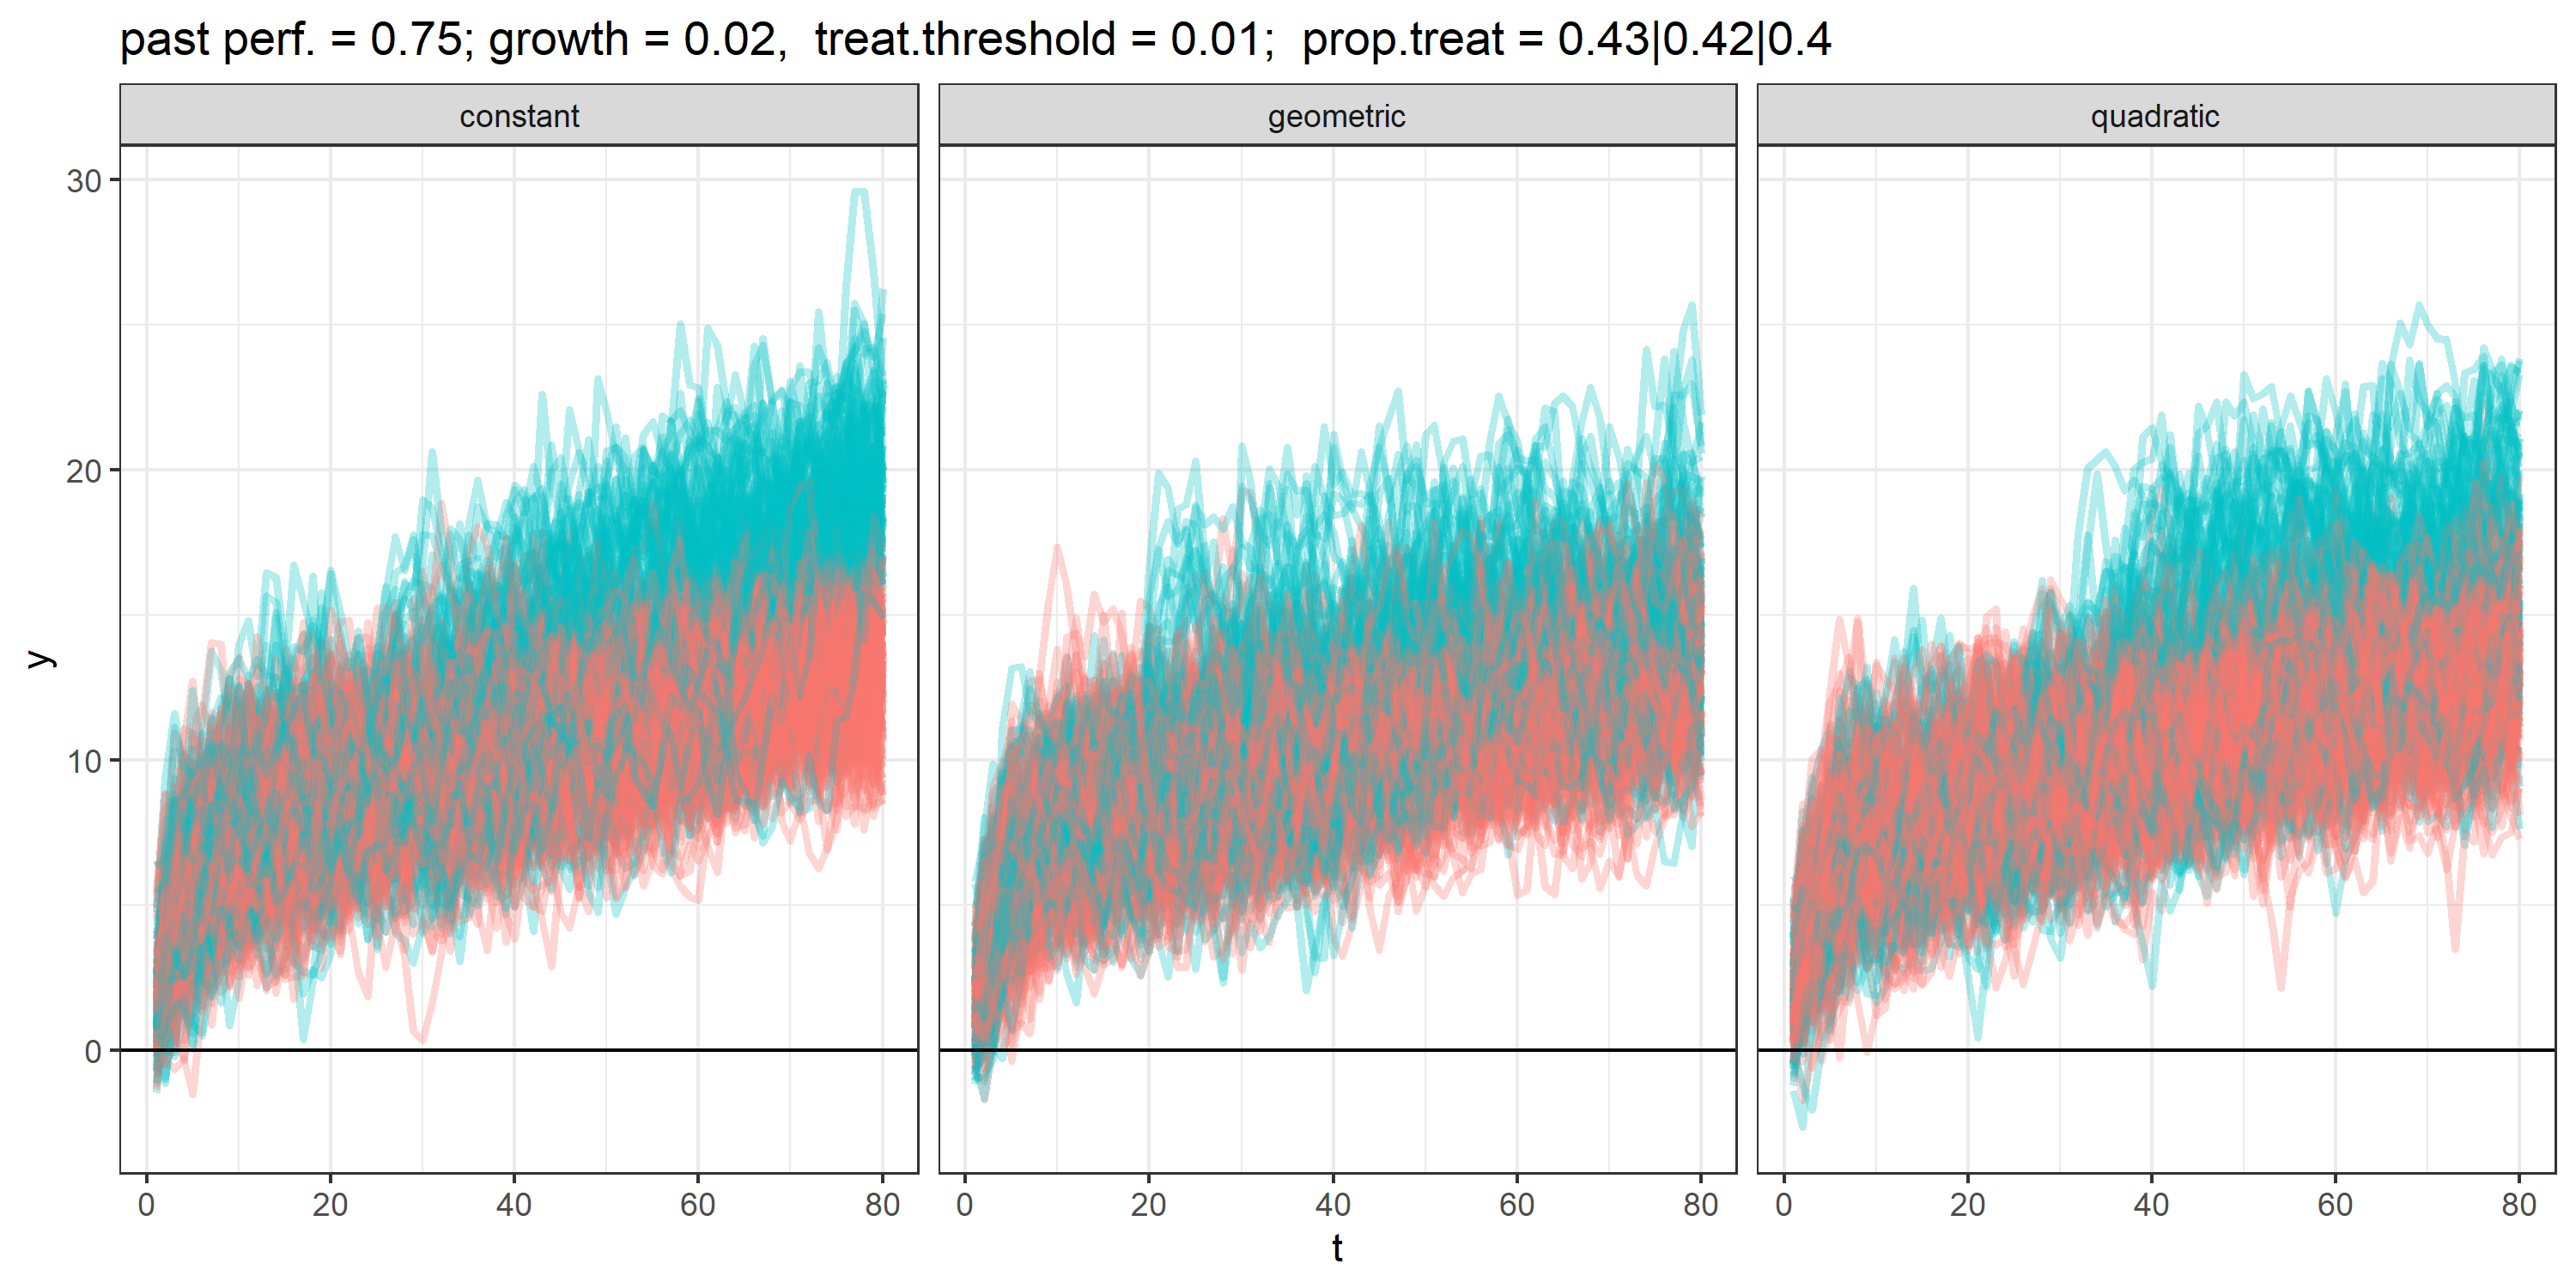 past perf. = 0.75; growth = 0.02,  treat.threshold = 0.01;  prop.treat = 0.43|0.42|0.4
constant geometric quadratic
30
20
10
0
y
0 20 40 60 80 0 20 40 60 80 0 20 40 60 80
t